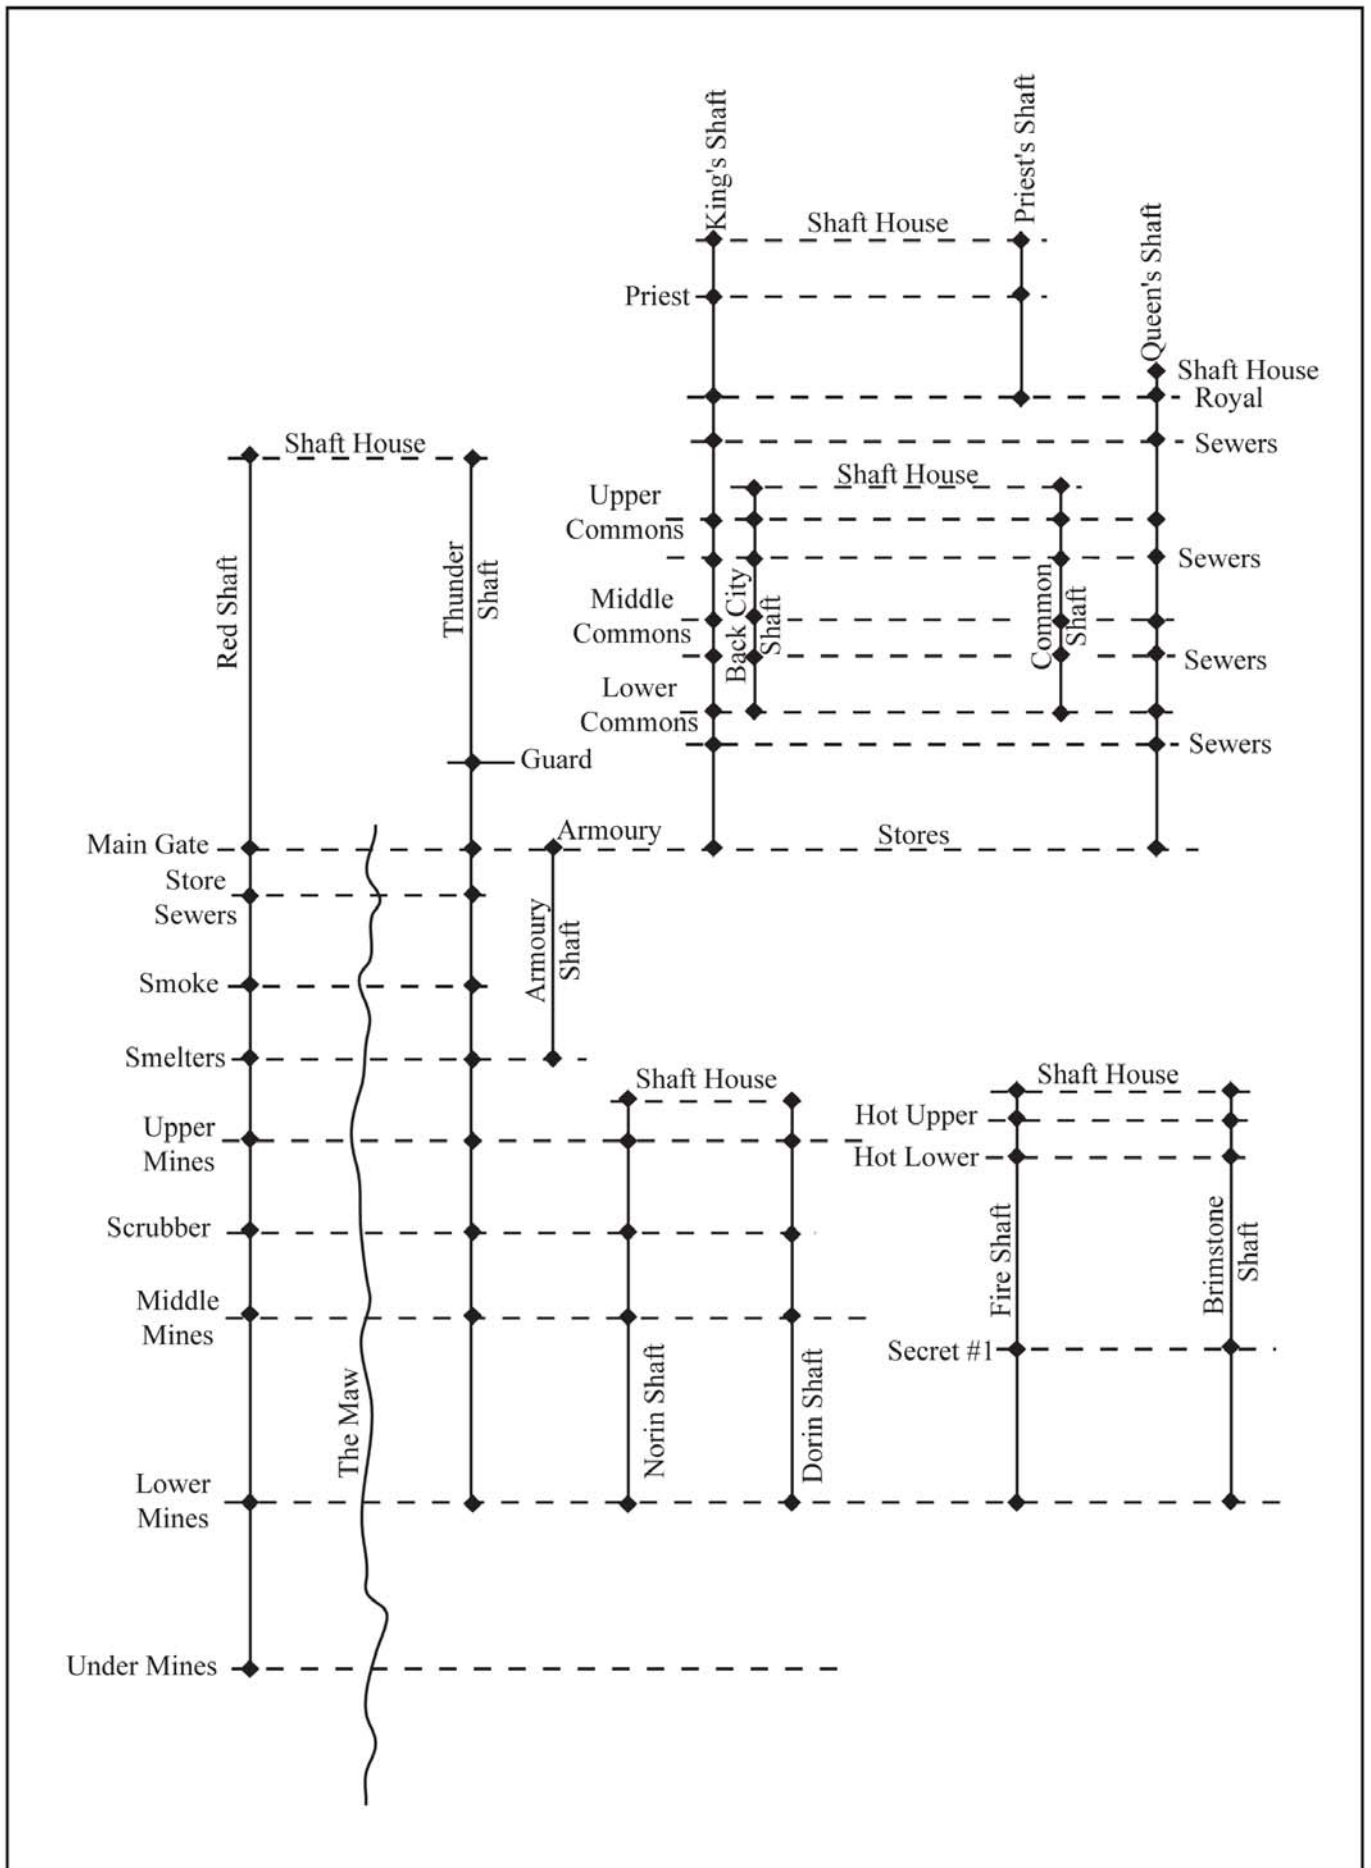 King's Shaft
Priest's Shaft
Queen's Shaft
Shaft House
Priest
Shaft House
Royal
Sewers
Shaft House
Shaft House
Upper
Commons
Sewers
Red Shaft
Thunder
Shaft
Middle
Commons
Back City
Shaft
Common
Shaft
Sewers
Lower
Commons
Sewers
Guard
Main Gate
Armoury
Stores
Store
Sewers
Armoury
Shaft
Smoke
Smelters
Shaft House
Shaft House
Hot Upper
Upper
Mines
Hot Lower
Scrubber
Fire Shaft
Brimstone
Shaft
Middle
Mines
Secret #1
The Maw
Norin Shaft
Dorin Shaft
Lower
Mines
Under Mines